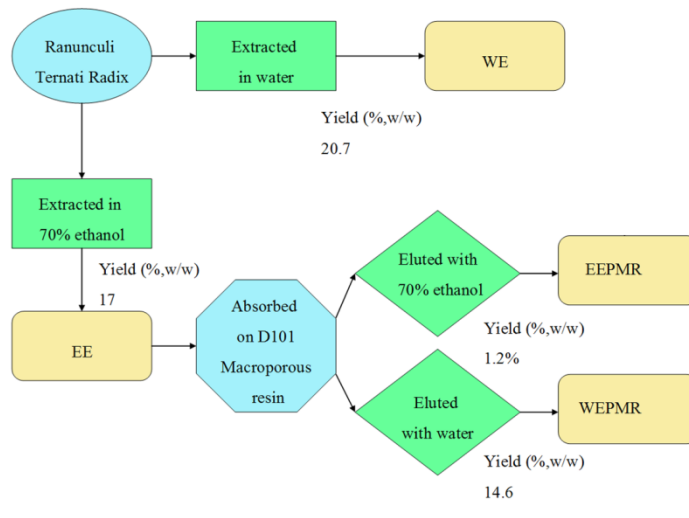 Ranunculi
Ternati Radix
Extracted
in water
WE
Yield (%,w/w)
20.7
Extracted in
70% ethanol
Yield (%,w/w)
17
EE
Absorbed
on D101
Macroporous
resin
Eluted with
70% ethanol
EEPMR
Yield (%,w/w)
1.2%
Eluted
with water
WEPMR
Yield (%,w/w)
14.6